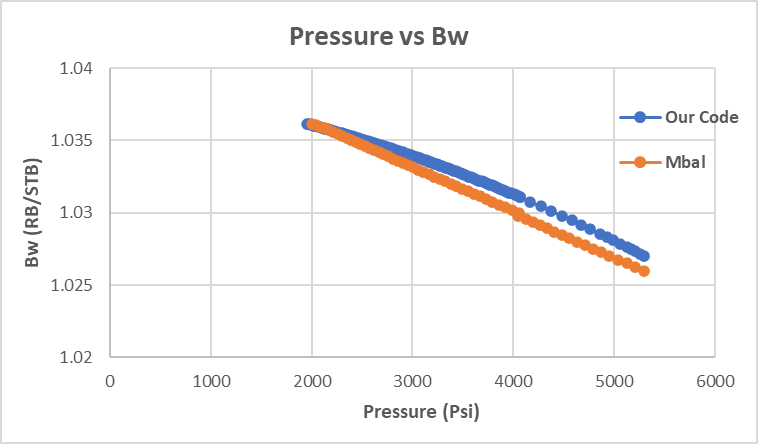 Pressure vs Bw
1.04
1.035
1.03
1.025
1.02
Bw (RB/STB)
Our Code
Mbal
0 1000 2000 3000 4000 5000 6000
Pressure (Psi)